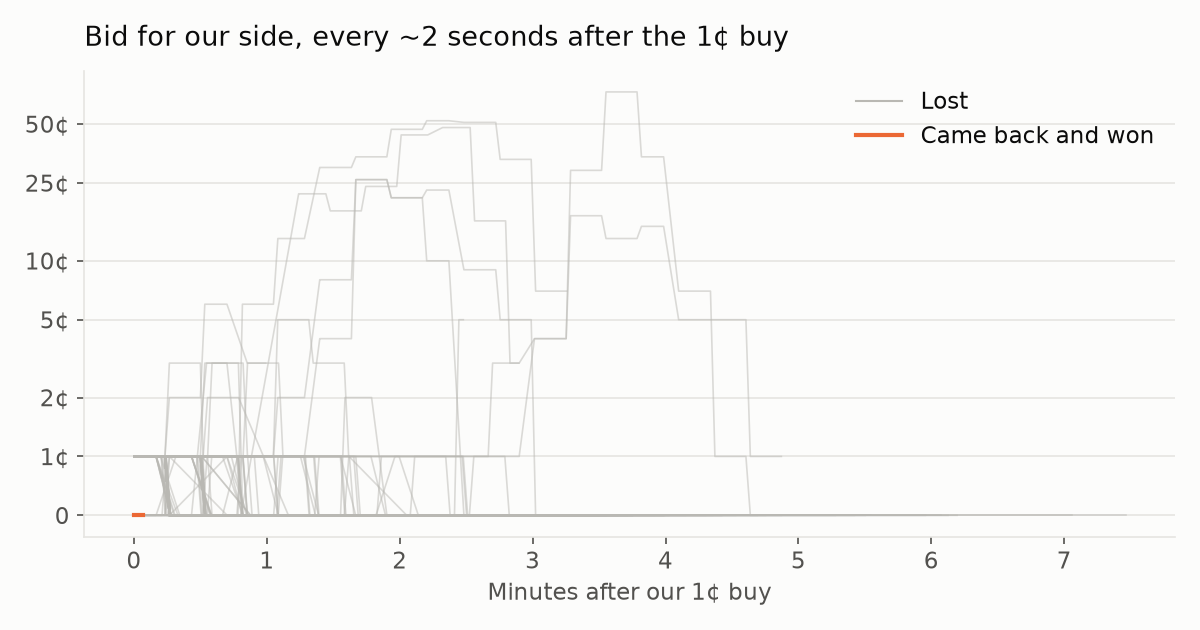 Bid for our side, every ~2 seconds after the 1¢ buy
Lost
Came back and won
50¢
25¢
10¢
5¢
2¢
1¢
0
0 1 2 3 4 5 6 7
Minutes after our 1¢ buy